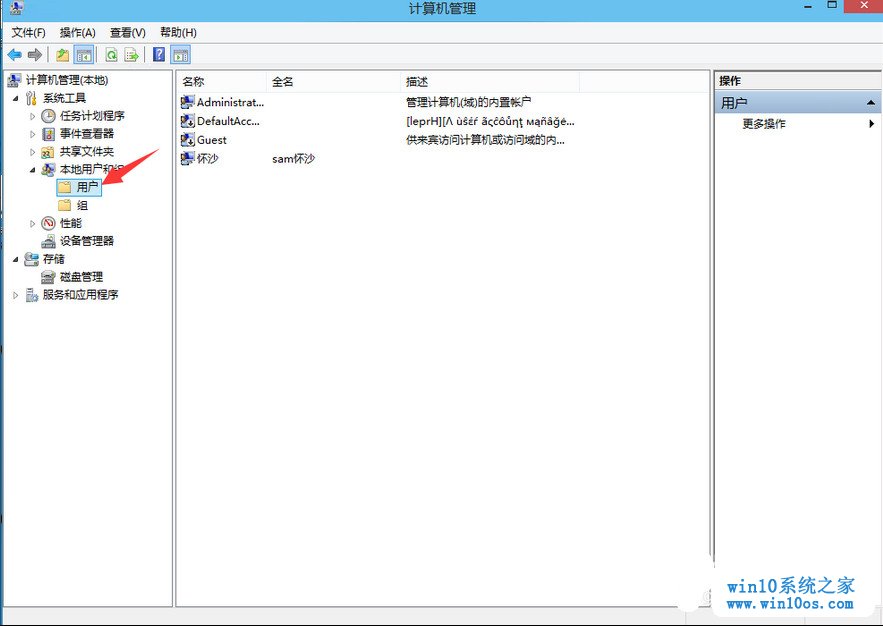 计算机管理
文件(F) 操作(A) 查看(V) 帮助(H)
计算机管理(本地)
系统工具
任务计划程序
事件查看器
共享文件夹
本地用户和组
用户
组
性能
设备管理器
存储
磁盘管理
服务和应用程序
名称 全名 描述
Administrat... 管理计算机(域)的内置帐户
DefaultAcc...
Guest 供来宾访问计算机或访问域的内...
怀沙 sam怀沙
操作
用户
更多操作
win10系统之家
www.win10os.com